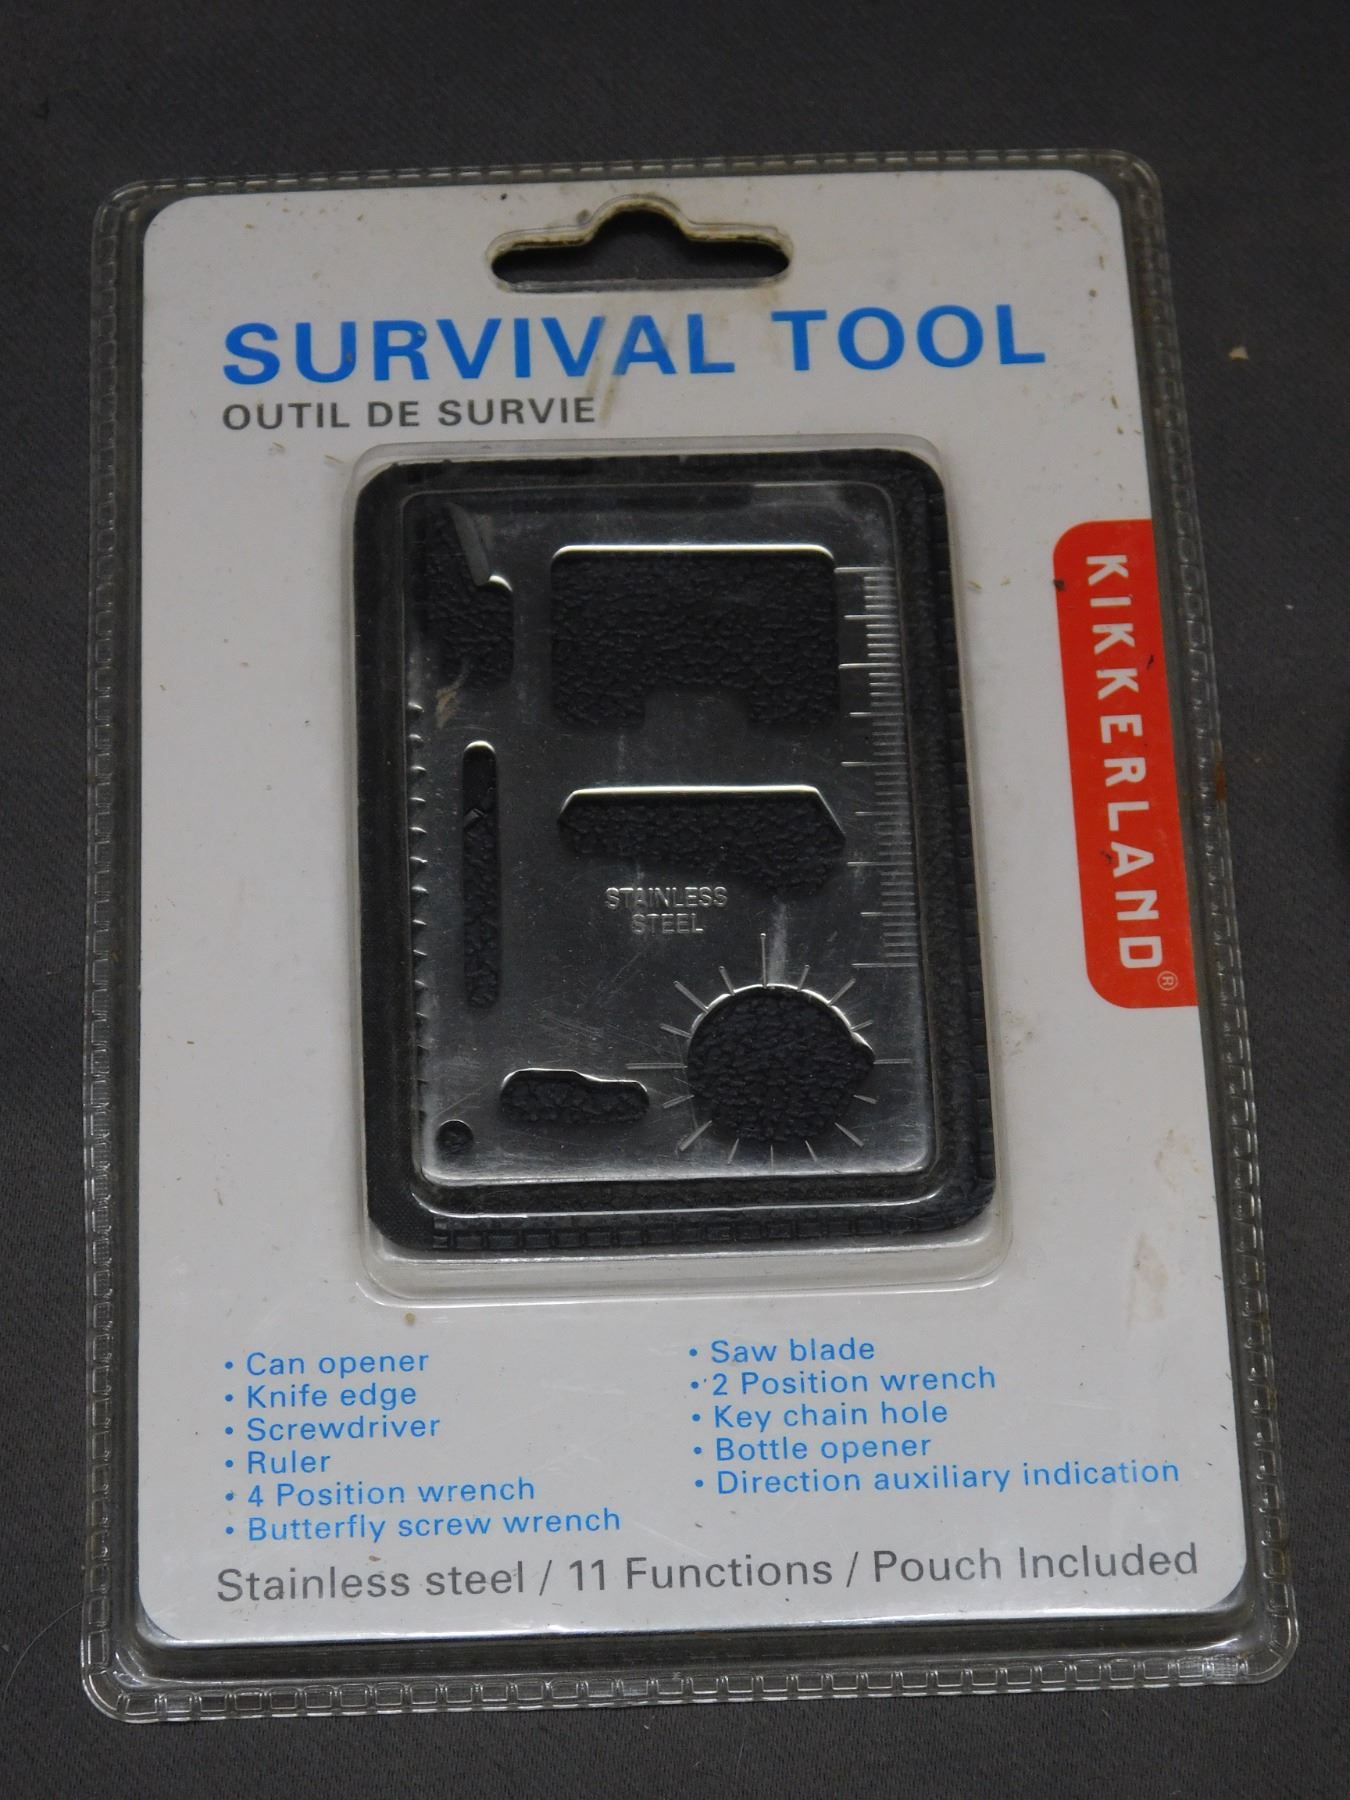 SURVIVAL TOOL
OUTIL DE SURVIE
KIKKERLAND®
STAINLESS
STEEL
• Can opener
• Knife edge
• Screwdriver
• Ruler
• 4 Position wrench
• Butterfly screw wrench
• Saw blade
• 2 Position wrench
• Key chain hole
• Bottle opener
• Direction auxiliary indication
Stainless steel / 11 Functions / Pouch Included